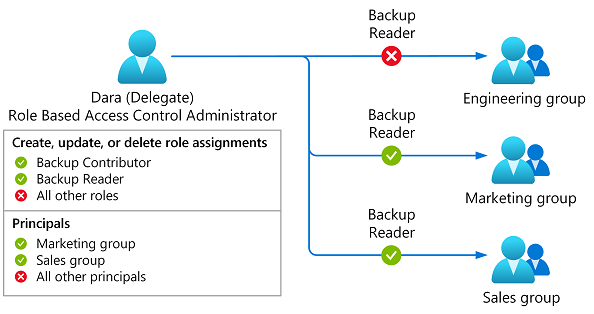 Dara (Delegate)
Role Based Access Control Administrator
Create, update, or delete role assignments
Backup Contributor
Backup Reader
All other roles
Principals
Marketing group
Sales group
All other principals
Backup
Reader
Engineering group
Backup
Reader
Marketing group
Backup
Reader
Sales group